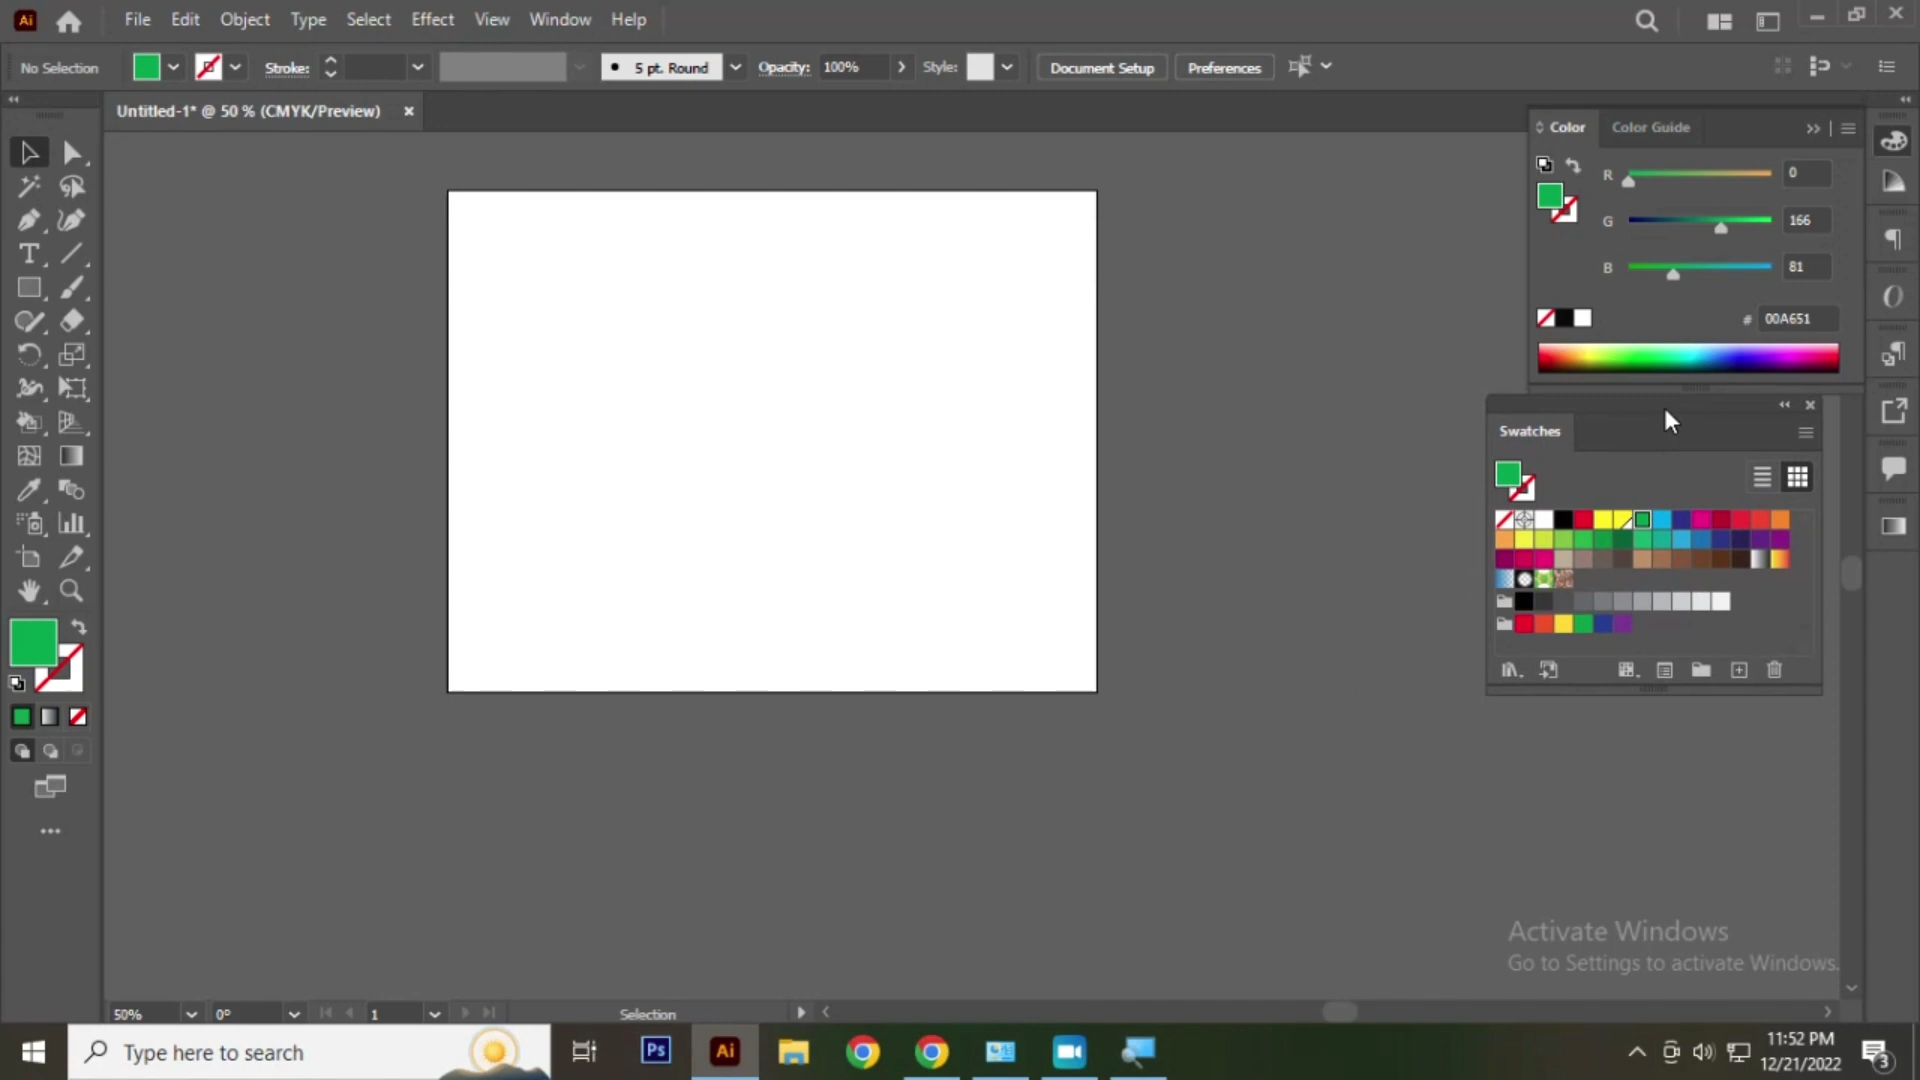 Ai File Edit Object Type Select Effect View Window Help
No Selection Stroke: 5 pt. Round Opacity: 100% Style: Document Setup Preferences
Untitled-1* @ 50 % (CMYK/Preview)
Color Color Guide
R 0
G 166
B 81
# 00A651
Swatches
T
Activate Windows
Go to Settings to activate Windows.
50% 0° 1 Selection
Type here to search Ps Ai 11:52 PM
12/21/2022 3